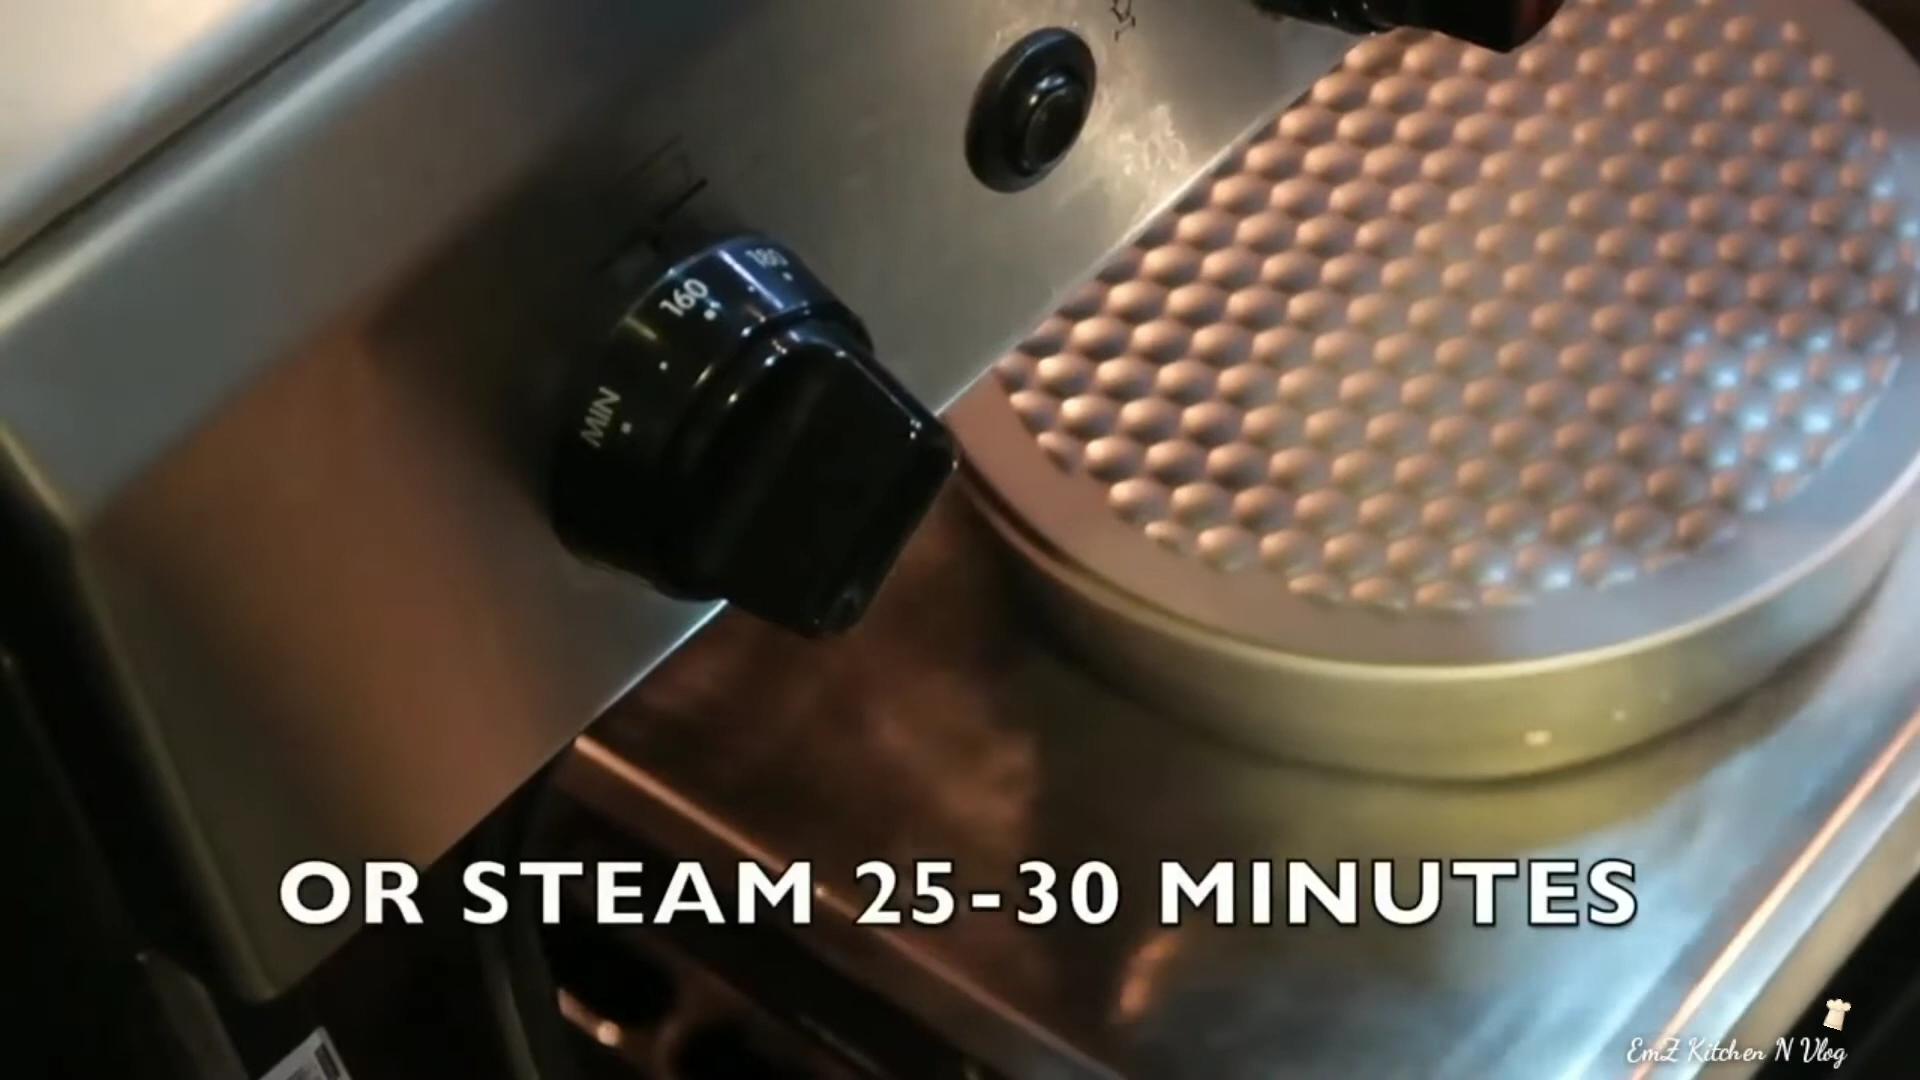 180
160
MIN
OR STEAM 25-30 MINUTES
EmZ Kitchen N Vlog